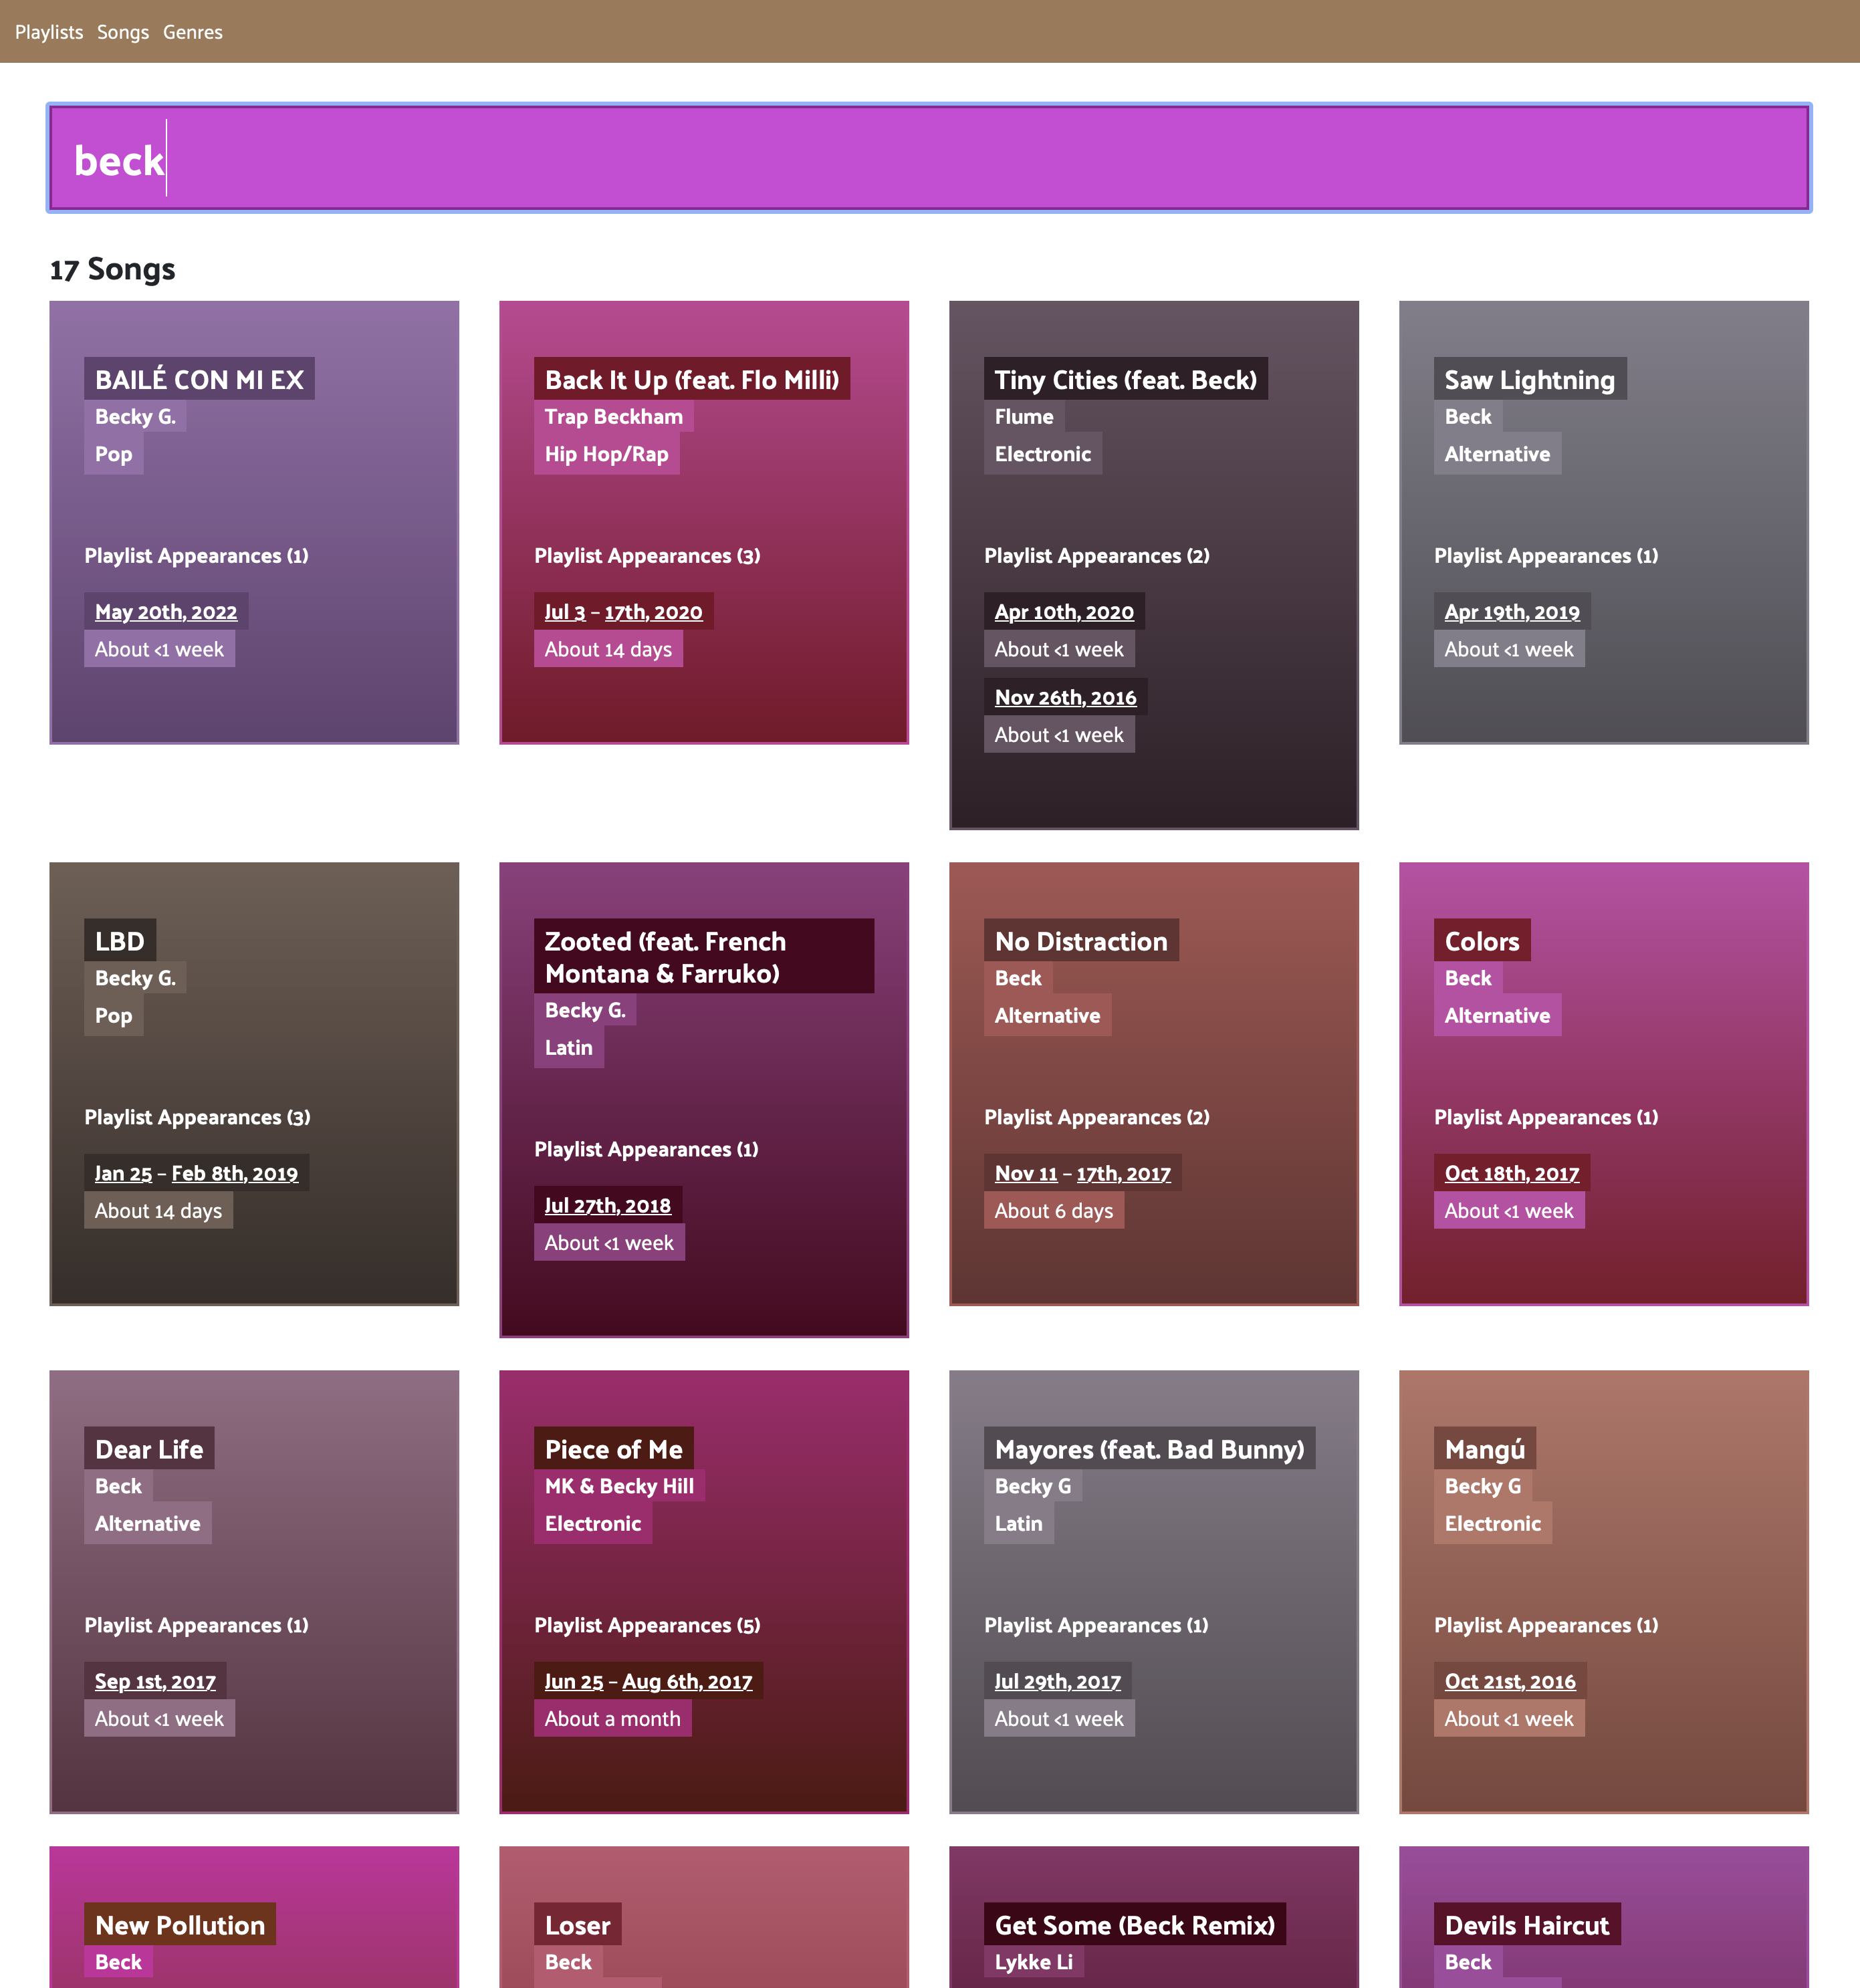 Playlists Songs Genres
beck
17 Songs
BAILÉ CON MI EX
Becky G.
Pop
Playlist Appearances (1)
May 20th, 2022
About <1 week
Back It Up (feat. Flo Milli)
Trap Beckham
Hip Hop/Rap
Playlist Appearances (3)
Jul 3 – 17th, 2020
About 14 days
Tiny Cities (feat. Beck)
Flume
Electronic
Playlist Appearances (2)
Apr 10th, 2020
About <1 week
Nov 26th, 2016
About <1 week
Saw Lightning
Beck
Alternative
Playlist Appearances (1)
Apr 19th, 2019
About <1 week
LBD
Becky G.
Pop
Playlist Appearances (3)
Jan 25 – Feb 8th, 2019
About 14 days
Zooted (feat. French
Montana & Farruko)
Becky G.
Latin
Playlist Appearances (1)
Jul 27th, 2018
About <1 week
No Distraction
Beck
Alternative
Playlist Appearances (2)
Nov 11 – 17th, 2017
About 6 days
Colors
Beck
Alternative
Playlist Appearances (1)
Oct 18th, 2017
About <1 week
Dear Life
Beck
Alternative
Playlist Appearances (1)
Sep 1st, 2017
About <1 week
Piece of Me
MK & Becky Hill
Electronic
Playlist Appearances (5)
Jun 25 – Aug 6th, 2017
About a month
Mayores (feat. Bad Bunny)
Becky G
Latin
Playlist Appearances (1)
Jul 29th, 2017
About <1 week
Mangú
Becky G
Electronic
Playlist Appearances (1)
Oct 21st, 2016
About <1 week
New Pollution
Beck
Loser
Beck
Get Some (Beck Remix)
Lykke Li
Devils Haircut
Beck